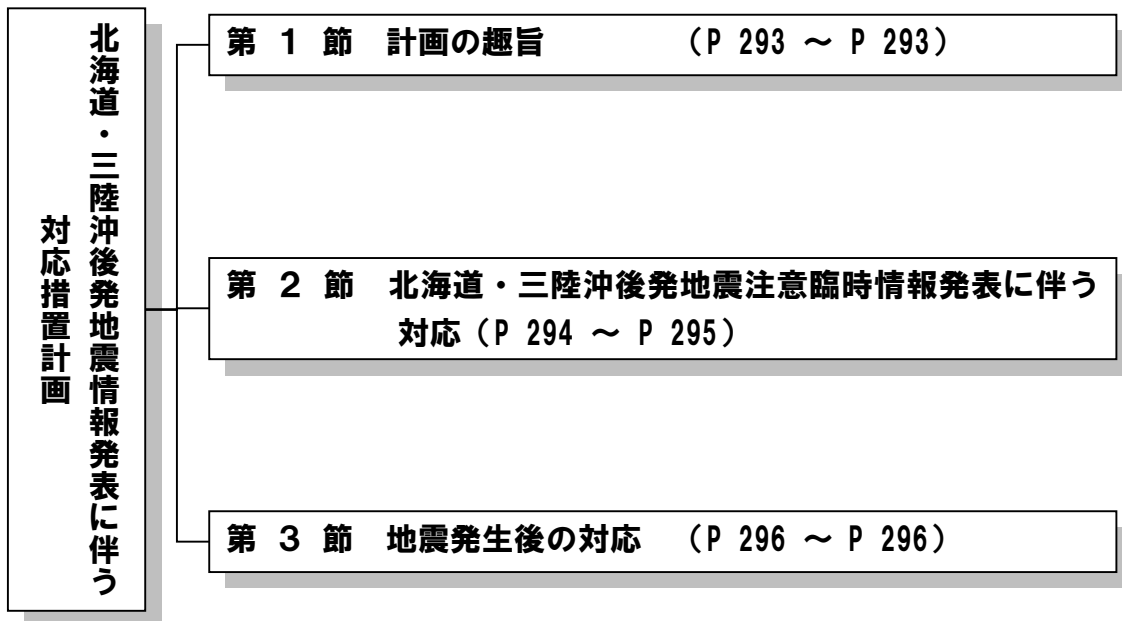 北海道・三陸沖後発地震情報発表に伴う
対応措置計画
第 1 節 計画の趣旨 (P 293 ~ P 293)
第 2 節 北海道・三陸沖後発地震注意臨時情報発表に伴う
対応(P 294 ~ P 295)
第 3 節 地震発生後の対応 (P 296 ~ P 296)